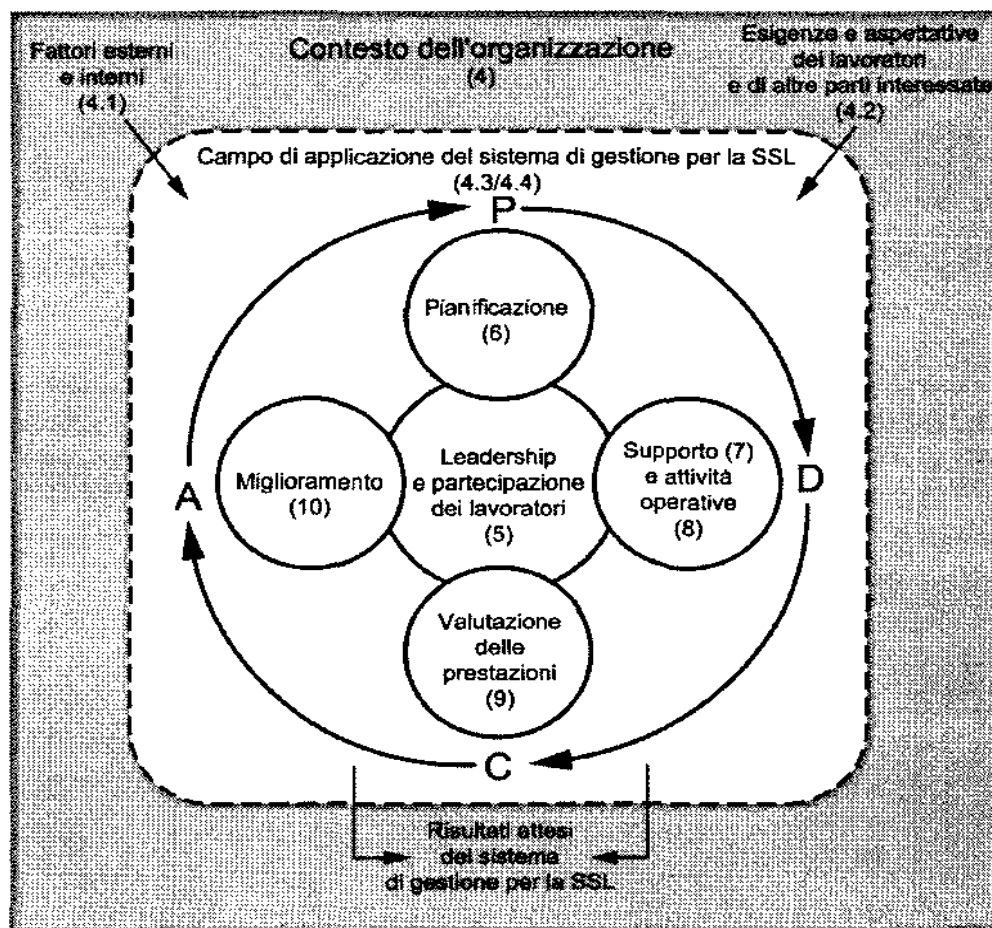 Fattori esterni
e interni
(4.1)
Contesto dell'organizzazione
(4)
Esigenze e aspettative
dei lavoratori
e di altre parti interessate
(4.2)
Campo di applicazione del sistema di gestione per la SSL
(4.3/4.4)
P
Pianificazione
(6)
A
Miglioramento
(10)
Leadership
e partecipazione
dei lavoratori
(5)
Supporto (7)
e attività
operative
(8)
D
Valutazione
delle
prestazioni
(9)
C
Risultati attesi
del sistema
di gestione per la SSL